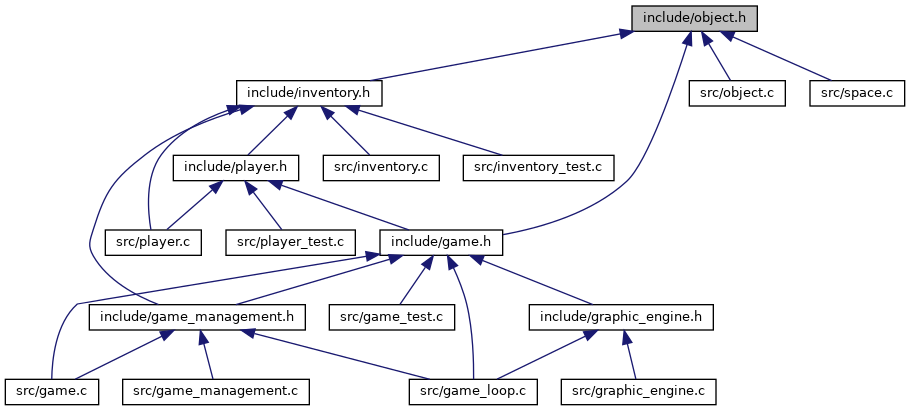 include/object.h
include/inventory.h
src/object.c
src/space.c
include/player.h
src/inventory.c
src/inventory_test.c
src/player.c
src/player_test.c
include/game.h
include/game_management.h
src/game_test.c
include/graphic_engine.h
src/game.c
src/game_management.c
src/game_loop.c
src/graphic_engine.c